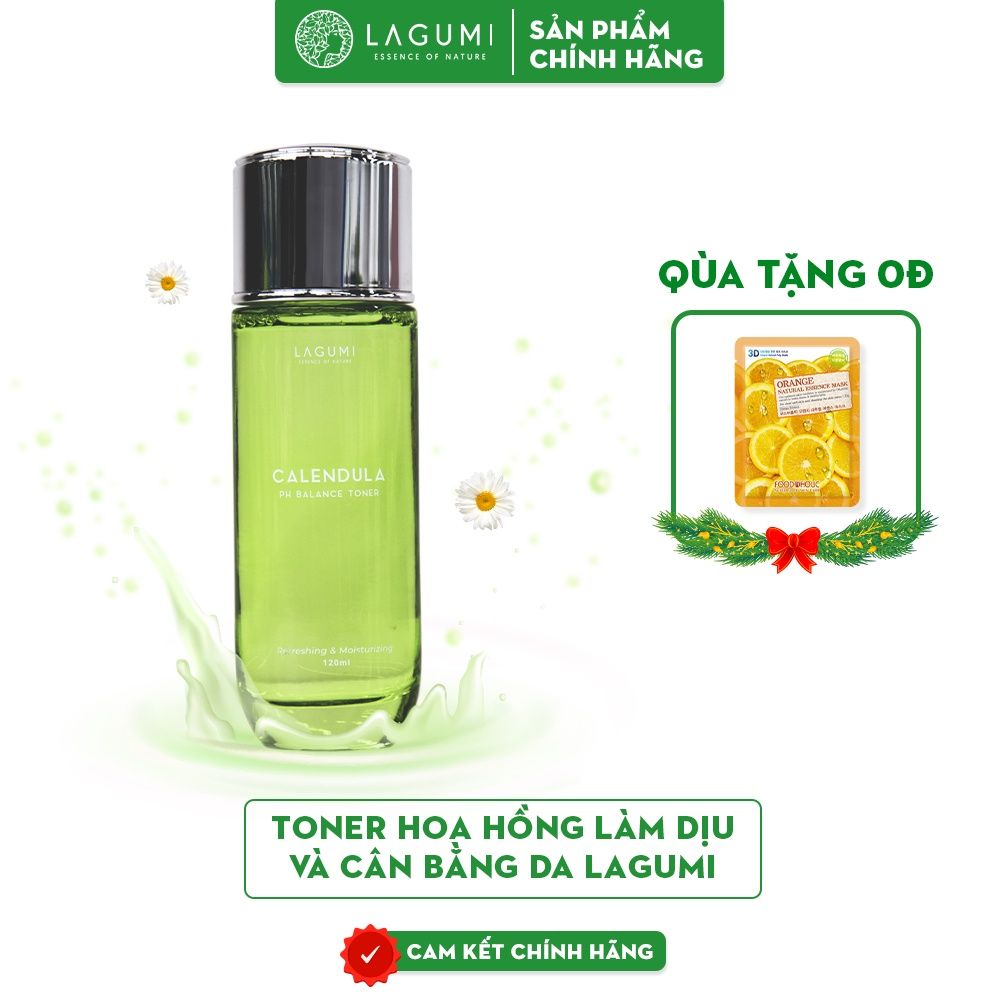 LAGUMI
ESSENCE OF NATURE
SẢN PHẨM
CHÍNH HÃNG
QÙA TẶNG 0Đ
LAGUMI
ESSENCE OF NATURE
CALENDULA
PH BALANCE TONER
Refreshing & Moisturizing
120ml
3D
ORANGE
NATURAL ESSENCE MASK
FOODAHOLIC
TONER HOA HỒNG LÀM DỊU
VÀ CÂN BẰNG DA LAGUMI
CAM KẾT CHÍNH HÃNG